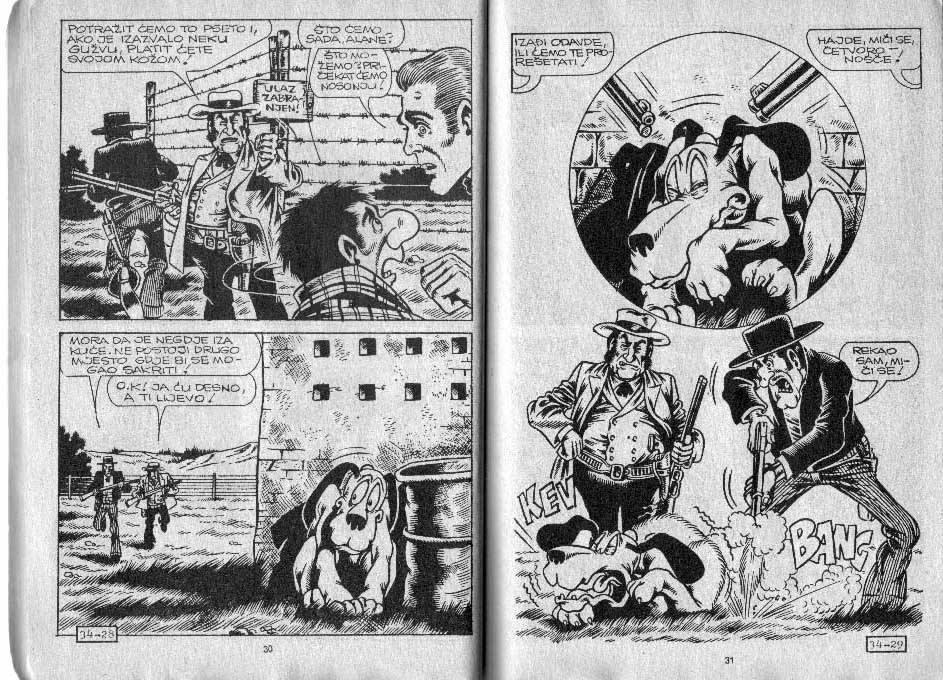 POTRAŽIT ĆEMO TO PSETO I,
AKO JE IZAZVALO NEKU
GUŽVU, PLATIT ĆETE
SVOJOM KOŽOM!
ŠTO ĆEMO
SADA, ALANE?
ŠTO MO-
ŽEMO? PRI-
ČEKAT ĆEMO
NOSONJU!
ULAZ
ZABRA-
NJEN!
MORA DA JE NEGDJE IZA
KUĆE. NE POSTOJI DRUGO
MJESTO GDJE BI SE MO-
GAO SAKRITI!
O.K! JA ĆU DESNO,
A TI LIJEVO!
34-28
30
IZAĐI ODAVDE,
ILI ĆEMO TE PRO-
REŠETATI!
HAJDE, MIČI SE,
ČETVORO-
NOŠČE!
REKAO
SAM, MI-
ČI SE!
KEV
BANG
34-29
31